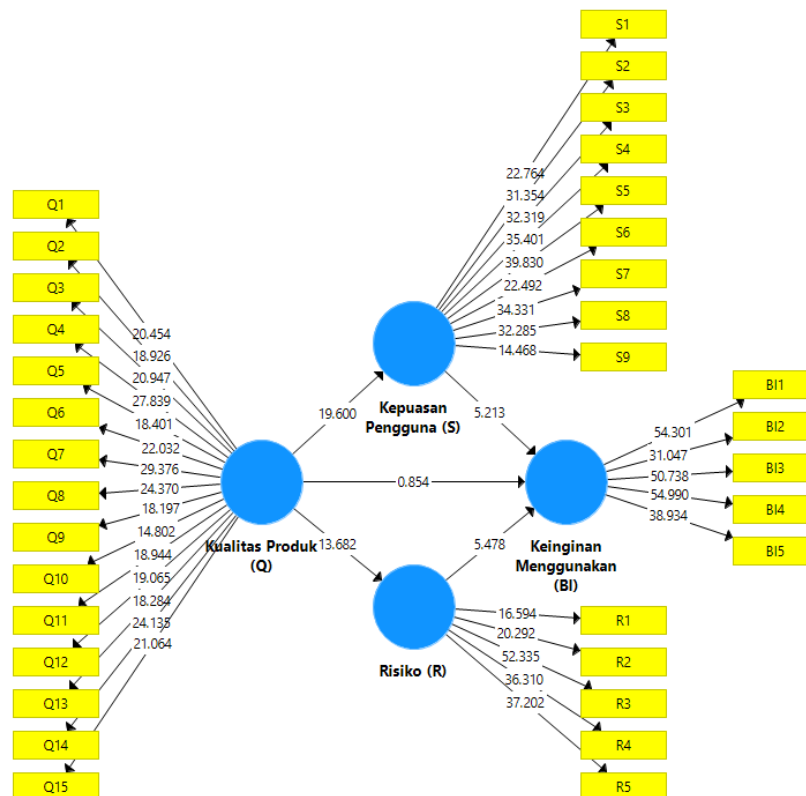 S1
S2
S3
S4
S5
S6
S7
S8
S9
22.764
31.354
32.319
35.401
39.830
22.492
34.331
32.285
14.468
Q1
Q2
Q3
Q4
Q5
Q6
Q7
Q8
Q9
Q10
Q11
Q12
Q13
Q14
Q15
20.454
18.926
20.947
27.839
18.401
22.032
29.376
24.370
18.197
14.802
18.944
19.065
18.284
24.135
21.064
Kualitas Produk
(Q)
19.600
Kepuasan
Pengguna (S)
5.213
0.854
13.682
5.478
Keinginan
Menggunakan
(BI)
54.301
31.047
50.738
54.990
38.934
BI1
BI2
BI3
BI4
BI5
Risiko (R)
16.594
20.292
52.335
36.310
37.202
R1
R2
R3
R4
R5